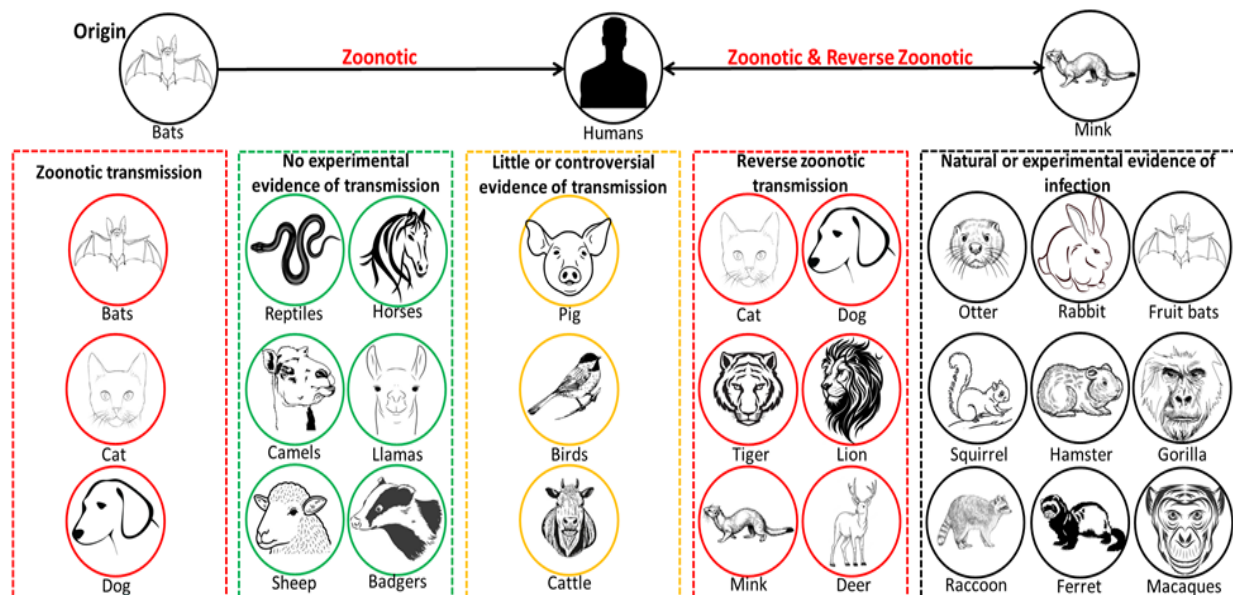 Origin
Zoonotic
Zoonotic & Reverse Zoonotic
Bats
Humans
Mink
Zoonotic transmission
Bats
Cat
Dog
No experimental
evidence of transmission
Reptiles
Horses
Camels
Llamas
Sheep
Badgers
Little or controversial
evidence of transmission
Pig
Birds
Cattle
Reverse zoonotic
transmission
Cat
Dog
Tiger
Lion
Mink
Deer
Natural or experimental evidence of
infection
Otter
Rabbit
Fruit bats
Squirrel
Hamster
Gorilla
Raccoon
Ferret
Macaques